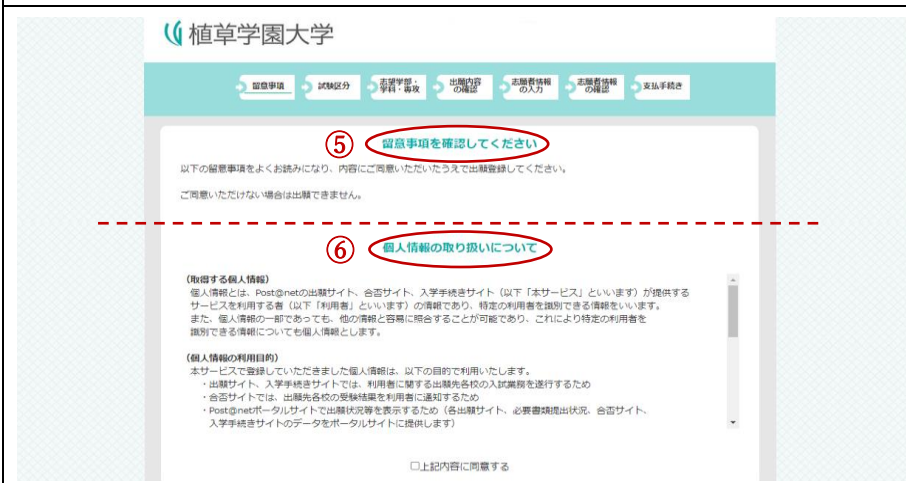 植草学園大学
留意事項
試験区分
志望学部・
学科・専攻
出願内容
の確認
志願者情報
の入力
志願者情報
の確認
支払手続き
⑤ 留意事項を確認してください
以下の留意事項をよくお読みになり、内容にご同意いただいたうえで出願登録してください。
ご同意いただけない場合は出願できません。
⑥ 個人情報の取り扱いについて
(取得する個人情報)
個人情報とは、Post@netの出願サイト、合否サイト、入学手続きサイト（以下「本サービス」といいます）が提供する
サービスを利用する者（以下「利用者」といいます）の情報であり、特定の利用者を識別できる情報をいいます。
また、個人情報の一部であっても、他の情報と容易に照合することが可能であり、これにより特定の利用者を
識別できる情報についても個人情報とします。
(個人情報の利用目的)
本サービスで登録していただきました個人情報は、以下の目的で利用いたします。
・出願サイト、入学手続きサイトでは、利用者に関する出願先各校の入試業務を遂行するため
・合否サイトでは、出願先各校の受験結果を利用者に通知するため
・Post@netポータルサイトで出願状況等を表示するため（各出願サイト、必要書類提出状況、合否サイト、
入学手続きサイトのデータをポータルサイトに提供します）
□上記内容に同意する